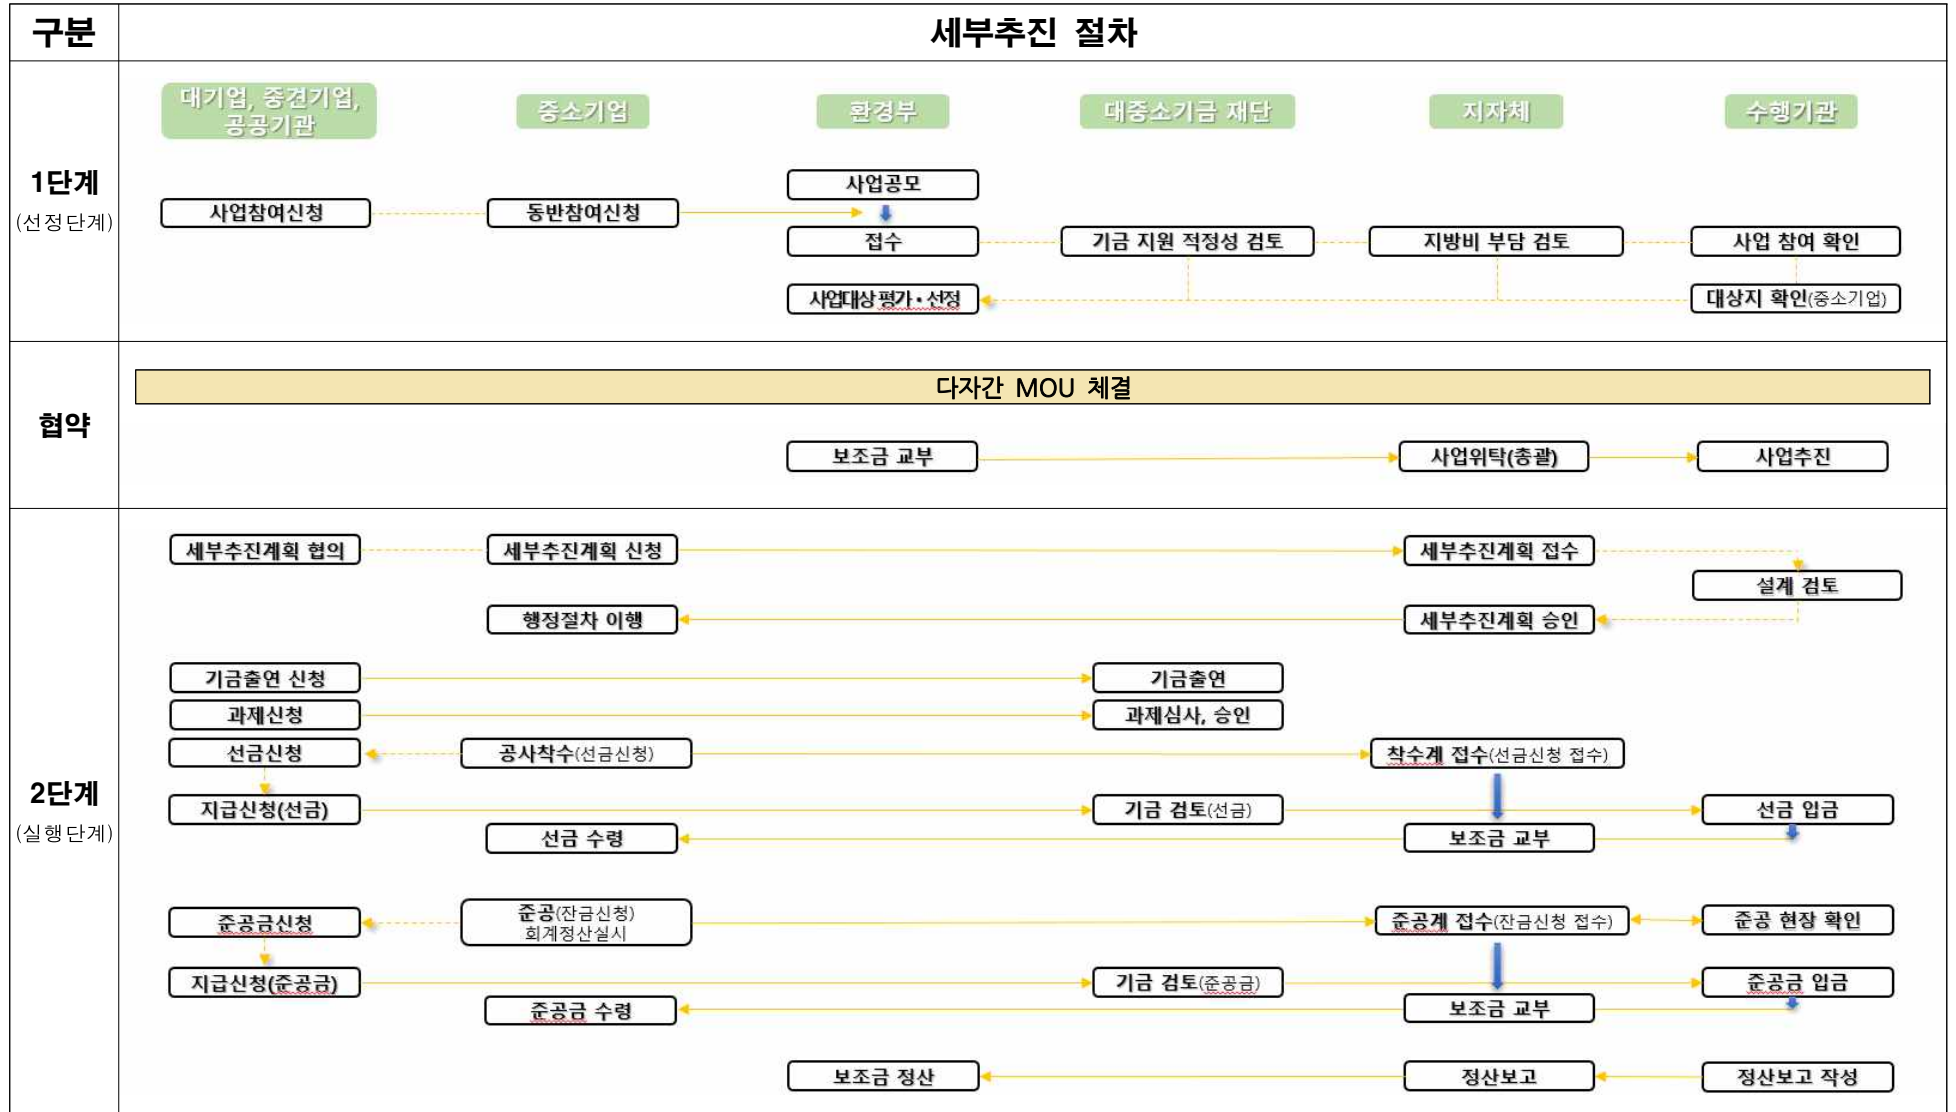 구분
세부추진 절차
1단계
(선정단계)
대기업, 중견기업,
공공기관
중소기업
환경부
대중소기금 재단
지자체
수행기관
사업공모
사업참여신청
동반참여신청
접수
기금 지원 적정성 검토
지방비 부담 검토
사업 참여 확인
사업대상 평가・선정
대상지 확인(중소기업)
협약
다자간 MOU 체결
보조금 교부
사업위탁(총괄)
사업추진
2단계
(실행단계)
세부추진계획 협의
세부추진계획 신청
세부추진계획 접수
설계 검토
행정절차 이행
세부추진계획 승인
기금출연 신청
기금출연
과제신청
과제심사, 승인
선금신청
공사착수(선금신청)
착수계 접수(선금신청 접수)
지급신청(선금)
기금 검토(선금)
선금 입금
선금 수령
보조금 교부
준공금신청
준공(잔금신청)
회계정산실시
준공계 접수(잔금신청 접수)
준공 현장 확인
지급신청(준공금)
기금 검토(준공금)
준공금 입금
준공금 수령
보조금 교부
보조금 정산
정산보고
정산보고 작성